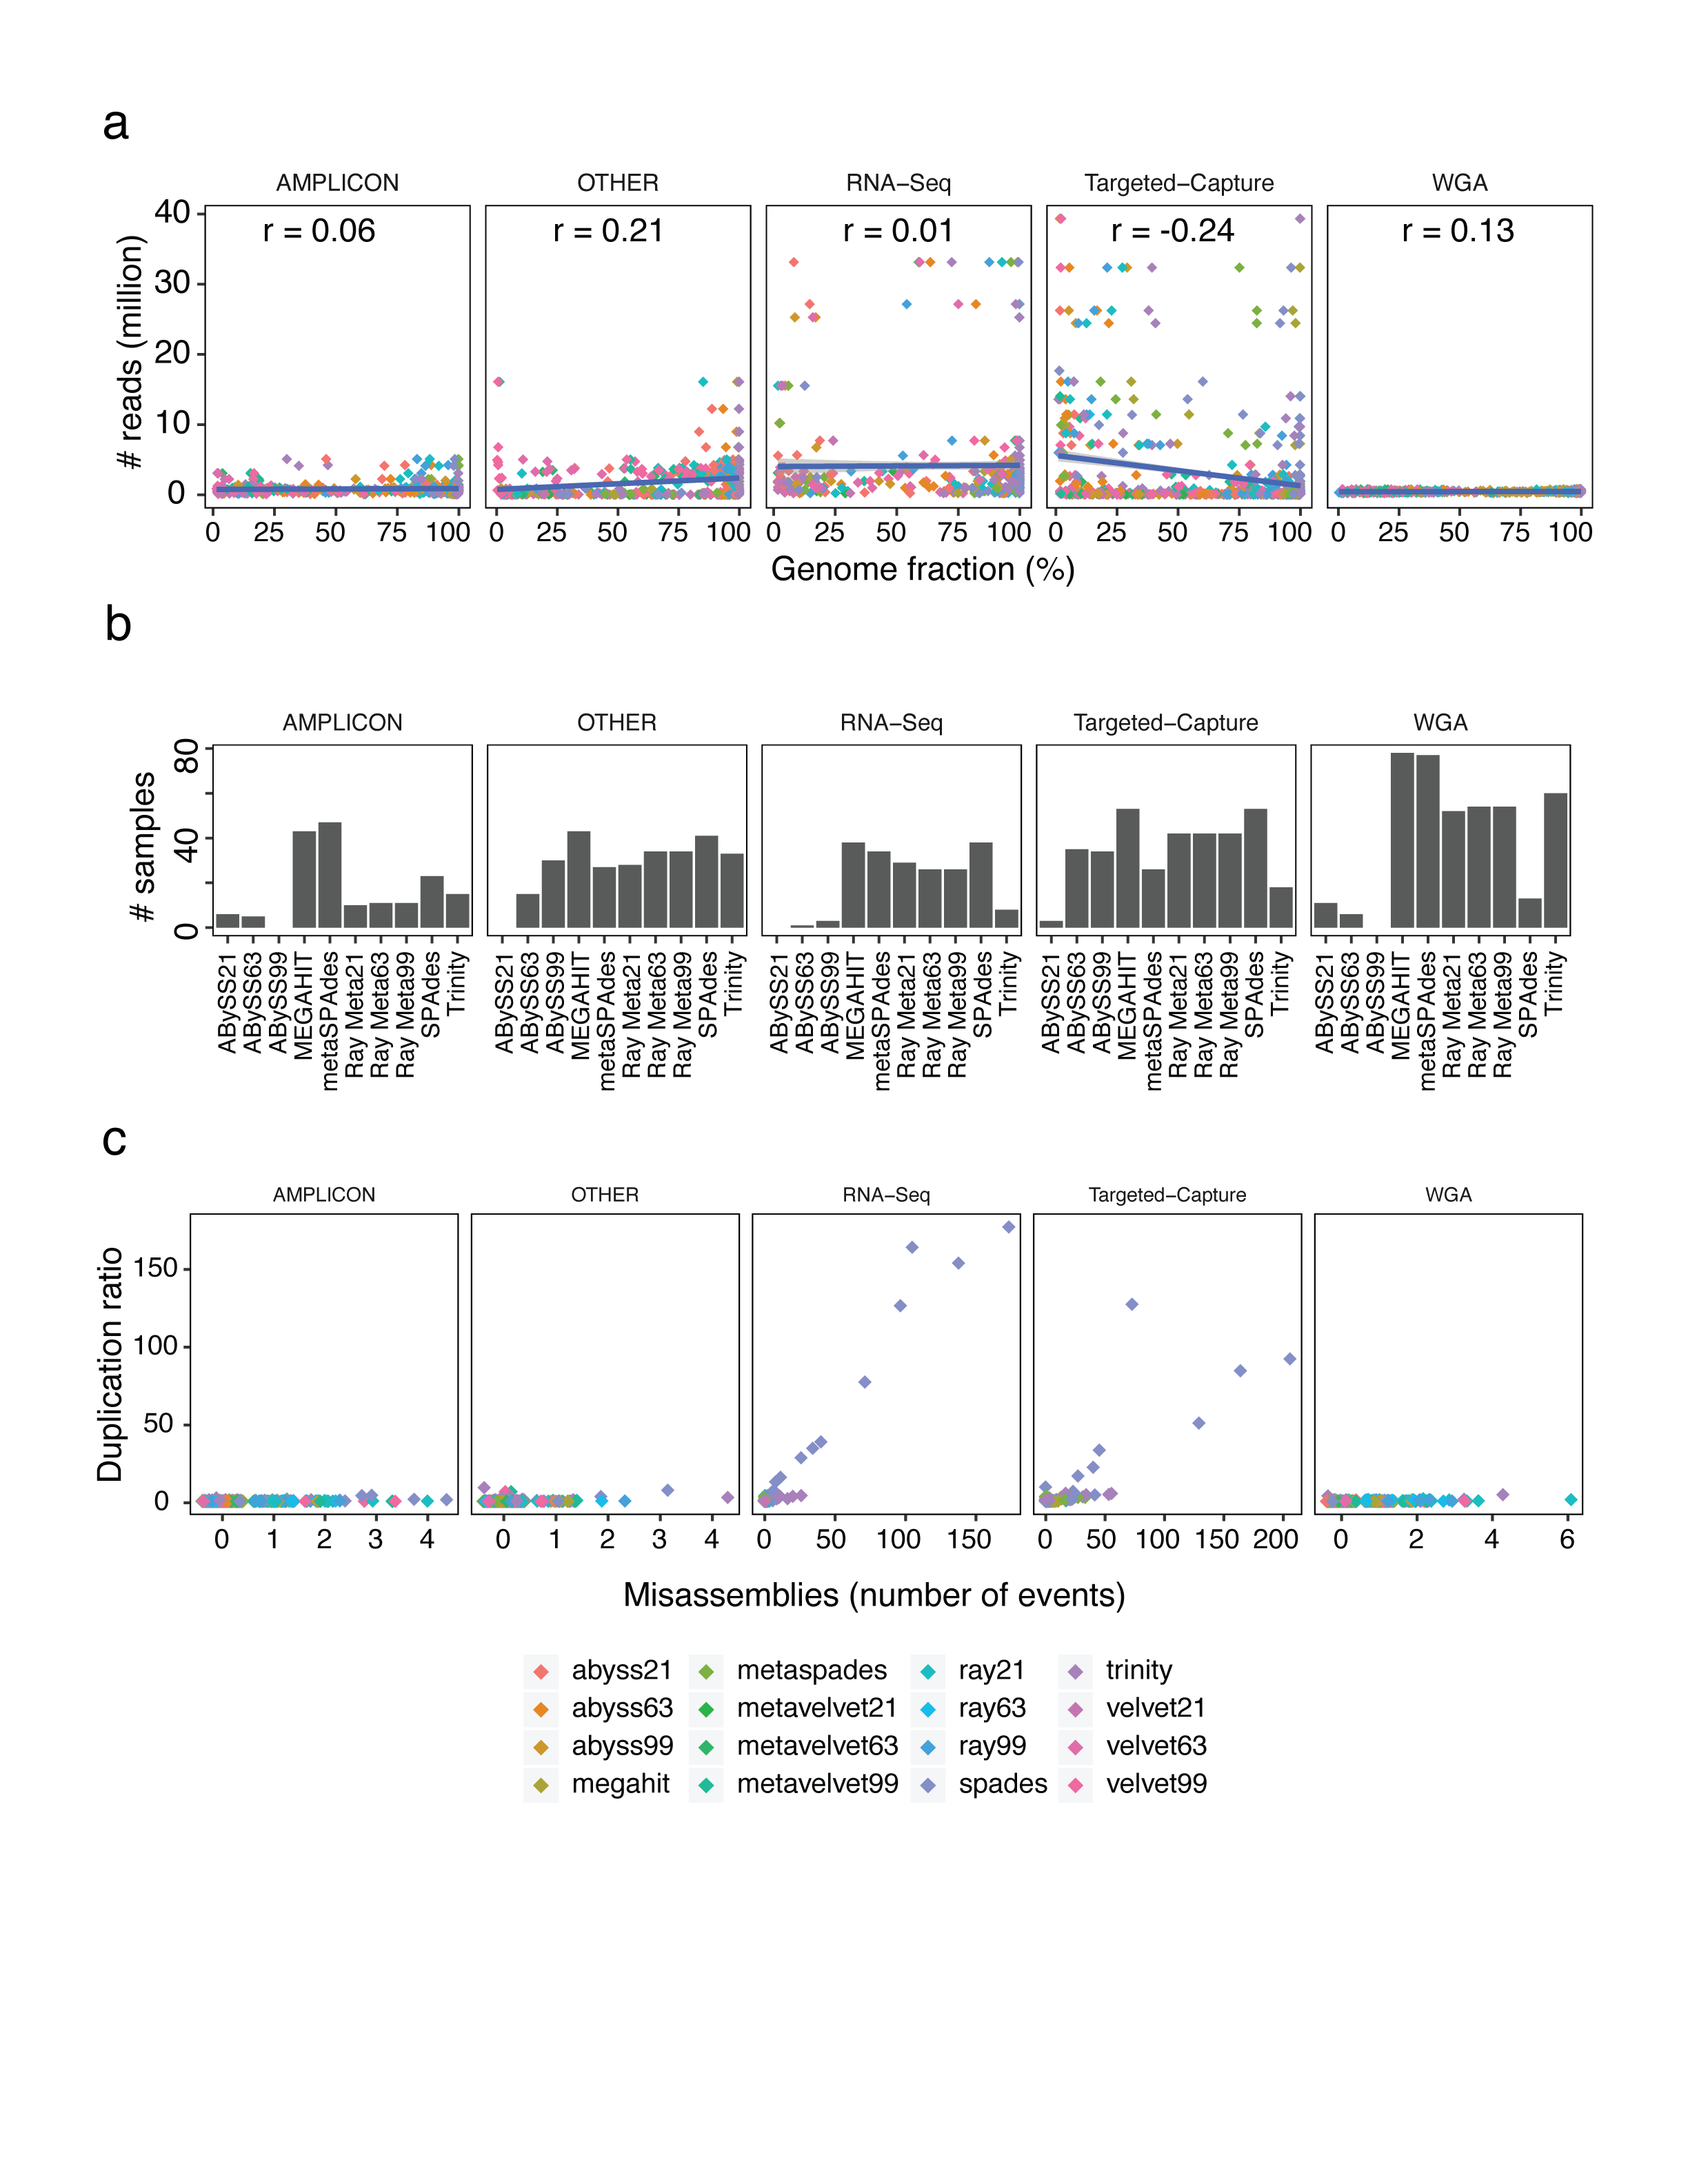 a
AMPLICON OTHER RNA−Seq Targeted−Capture WGA
r = 0.06 r = 0.21 r = 0.01 r = -0.24 r = 0.13
# reads (million)
40
30
20
10
0
0 25 50 75 100 0 25 50 75 100 0 25 50 75 100 0 25 50 75 100 0 25 50 75 100
Genome fraction (%)
b
AMPLICON OTHER RNA−Seq Targeted−Capture WGA
# samples
80
40
0
ABySS21 ABySS63 ABySS99 MEGAHIT metaSPAdes Ray Meta21 Ray Meta63 Ray Meta99 SPAdes Trinity
ABySS21 ABySS63 ABySS99 MEGAHIT metaSPAdes Ray Meta21 Ray Meta63 Ray Meta99 SPAdes Trinity
ABySS21 ABySS63 ABySS99 MEGAHIT metaSPAdes Ray Meta21 Ray Meta63 Ray Meta99 SPAdes Trinity
ABySS21 ABySS63 ABySS99 MEGAHIT metaSPAdes Ray Meta21 Ray Meta63 Ray Meta99 SPAdes Trinity
ABySS21 ABySS63 ABySS99 MEGAHIT metaSPAdes Ray Meta21 Ray Meta63 Ray Meta99 SPAdes Trinity
c
AMPLICON OTHER RNA−Seq Targeted−Capture WGA
Duplication ratio
150
100
50
0
0 1 2 3 4 0 1 2 3 4 0 50 100 150 0 50 100 150 200 0 2 4 6
Misassemblies (number of events)
abyss21 metaspades ray21 trinity
abyss63 metavelvet21 ray63 velvet21
abyss99 metavelvet63 ray99 velvet63
megahit metavelvet99 spades velvet99